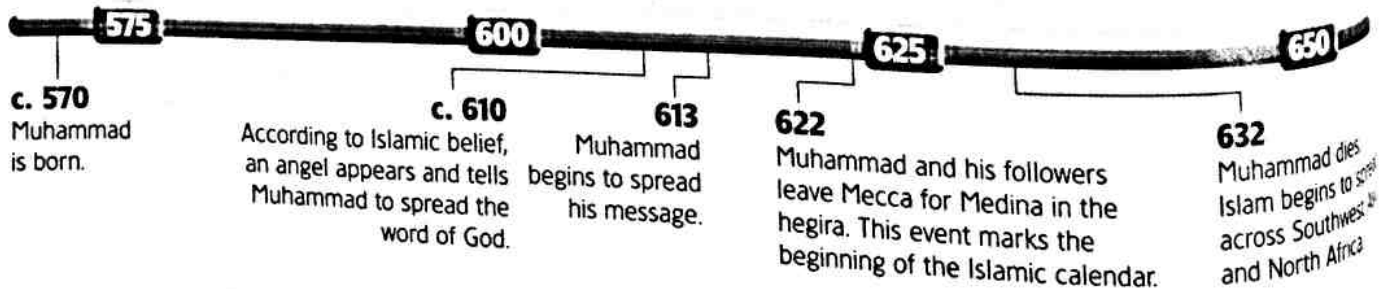 575
600
625
650
c. 570
Muhammad
is born.
c. 610
According to Islamic belief,
an angel appears and tells
Muhammad to spread the
word of God.
613
Muhammad
begins to spread
his message.
622
Muhammad and his followers
leave Mecca for Medina in the
hegira. This event marks the
beginning of the Islamic calendar.
632
Muhammad dies.
Islam begins to spread
across Southwest
and North Africa